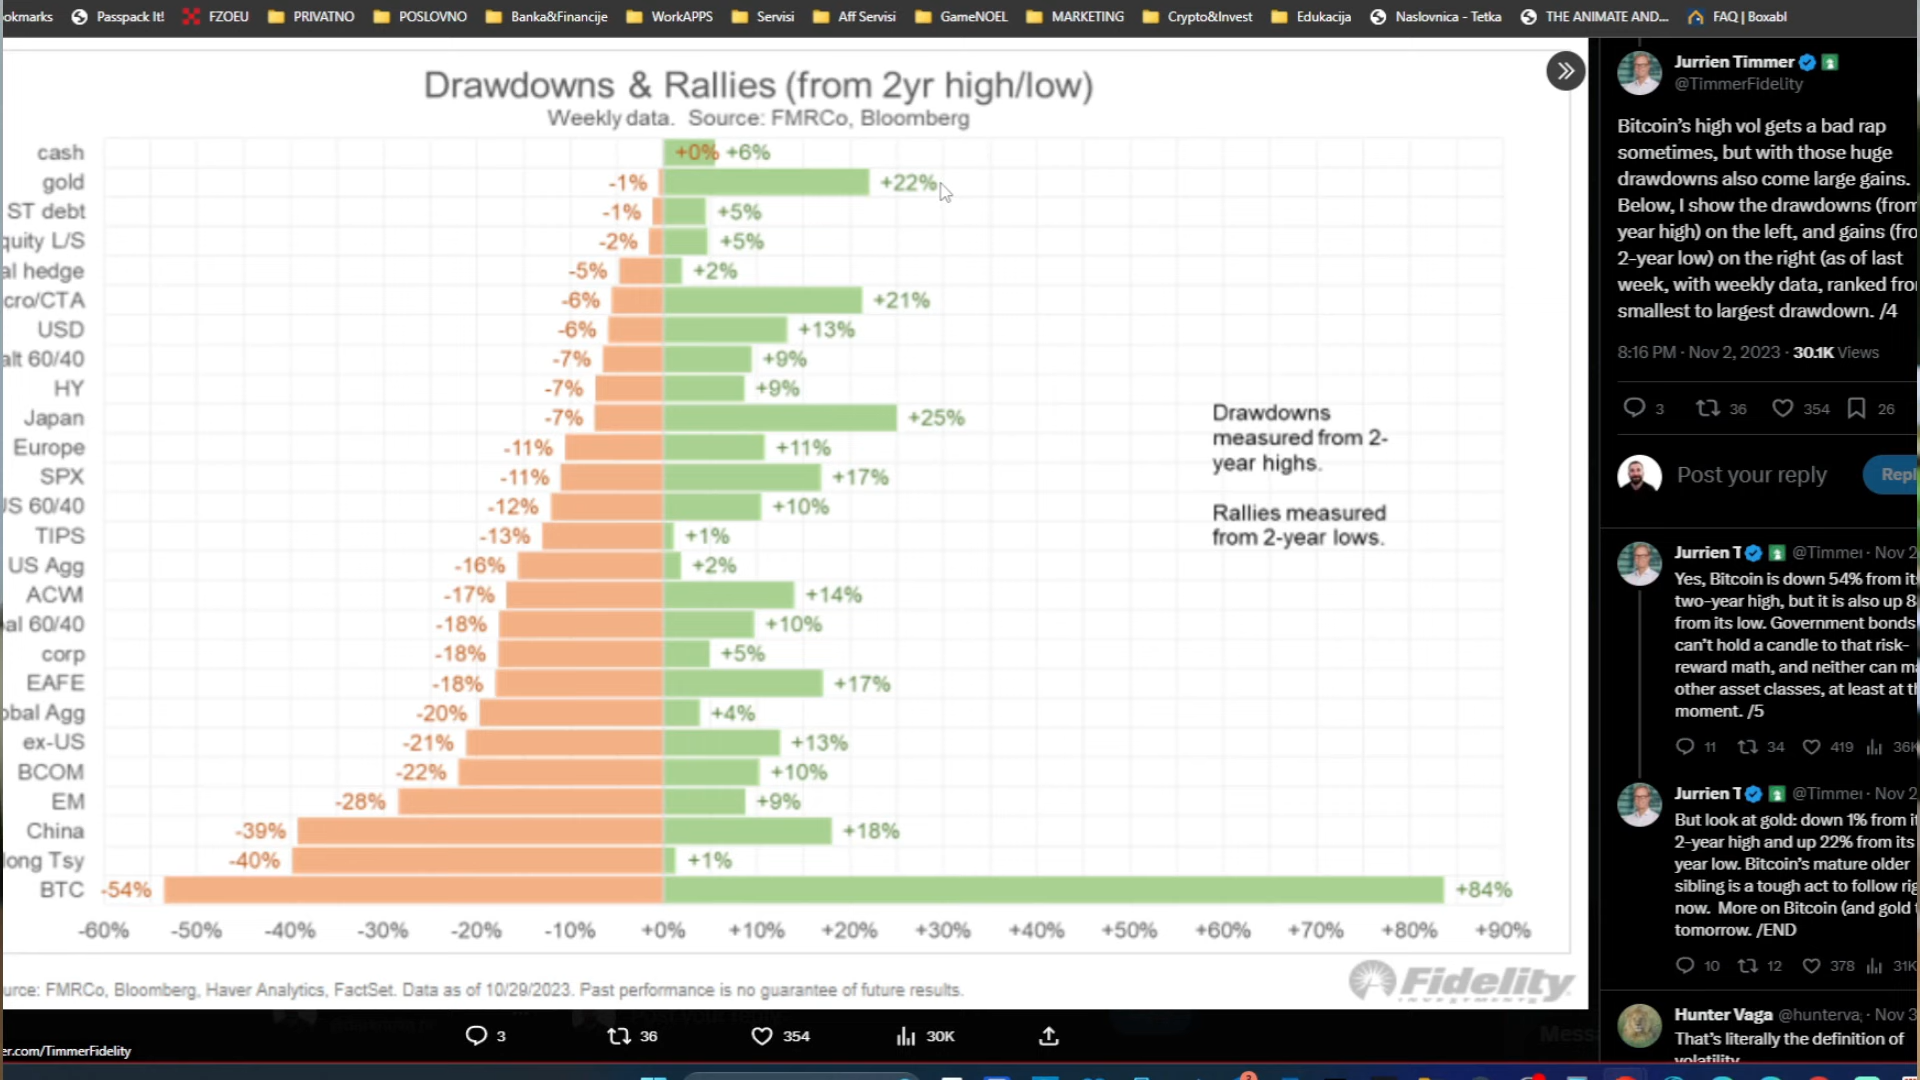 okmarks Passpack It! FZOEU PRIVATNO POSLOVNO Banka&Financije WorkAPPS Servisi Aff Servisi GameNOEL MARKETING Crypto&Invest Edukacija Naslovnica - Tetka THE ANIMATE AND... FAQ | Boxabl
Drawdowns & Rallies (from 2yr high/low)
Weekly data. Source: FMRCo, Bloomberg
cash +0% +6%
gold -1% +22%
ST debt -1% +5%
quity L/S -2% +5%
al hedge -5% +2%
cro/CTA -6% +21%
USD -6% +13%
alt 60/40 -7% +9%
HY -7% +9%
Japan -7% +25%
Europe -11% +11%
SPX -11% +17%
US 60/40 -12% +10%
TIPS -13% +1%
US Agg -16% +2%
ACWI -17% +14%
al 60/40 -18% +10%
corp -18% +5%
EAFE -18% +17%
obal Agg -20% +4%
ex-US -21% +13%
BCOM -22% +10%
EM -28% +9%
China -39% +18%
long Tsy -40% +1%
BTC -54% +84%
-60% -50% -40% -30% -20% -10% +0% +10% +20% +30% +40% +50% +60% +70% +80% +90%
Drawdowns
measured from 2-
year highs.
Rallies measured
from 2-year lows.
urce: FMRCo, Bloomberg, Haver Analytics, FactSet. Data as of 10/29/2023. Past performance is no guarantee of future results.
Fidelity
INVESTMENTS
3 36 354 30K
er.com/TimmerFidelity
Jurrien Timmer
@TimmerFidelity
Bitcoin's high vol gets a bad rap
sometimes, but with those huge
drawdowns also come large gains.
Below, I show the drawdowns (from
year high) on the left, and gains (fro
2-year low) on the right (as of last
week, with weekly data, ranked fro
smallest to largest drawdown. /4
8:16 PM · Nov 2, 2023 · 30.1K Views
3 36 354 26
Post your reply Repl
Jurrien T @Timmer · Nov 2
Yes, Bitcoin is down 54% from it
two-year high, but it is also up 8
from its low. Government bonds
can't hold a candle to that risk-
reward math, and neither can m
other asset classes, at least at th
moment. /5
11 34 419 36K
Jurrien T @Timmer · Nov 2
But look at gold: down 1% from it
2-year high and up 22% from its
year low. Bitcoin's mature older
sibling is a tough act to follow rig
now. More on Bitcoin (and gold
tomorrow. /END
10 12 378 31K
Hunter Vaga @hunterva · Nov 3
That's literally the definition of
volatility